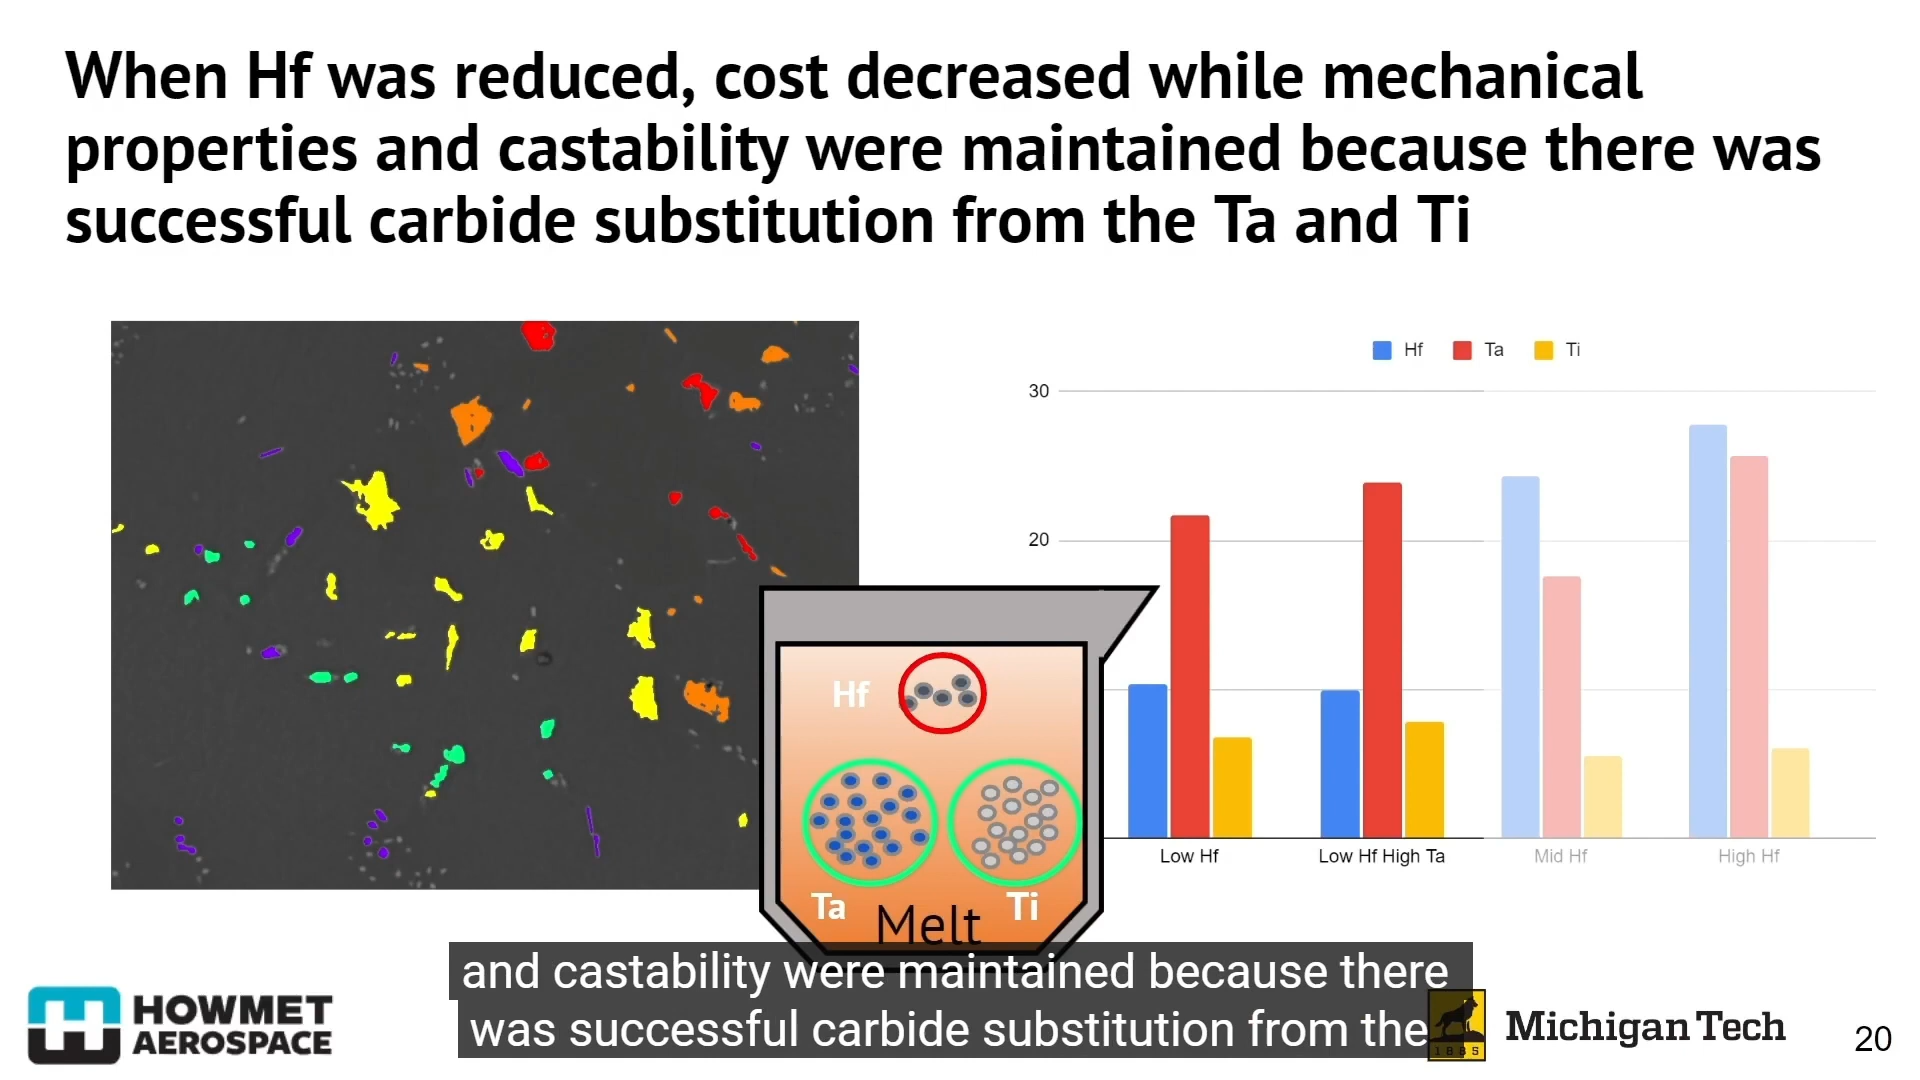 When Hf was reduced, cost decreased while mechanical
properties and castability were maintained because there was
successful carbide substitution from the Ta and Ti
Hf Ta Ti
30
20
Low Hf Low Hf High Ta Mid Hf High Hf
Hf
Ta Ti
Melt
and castability were maintained because there
was successful carbide substitution from the
HOWMET
AEROSPACE
1885
Michigan Tech
20